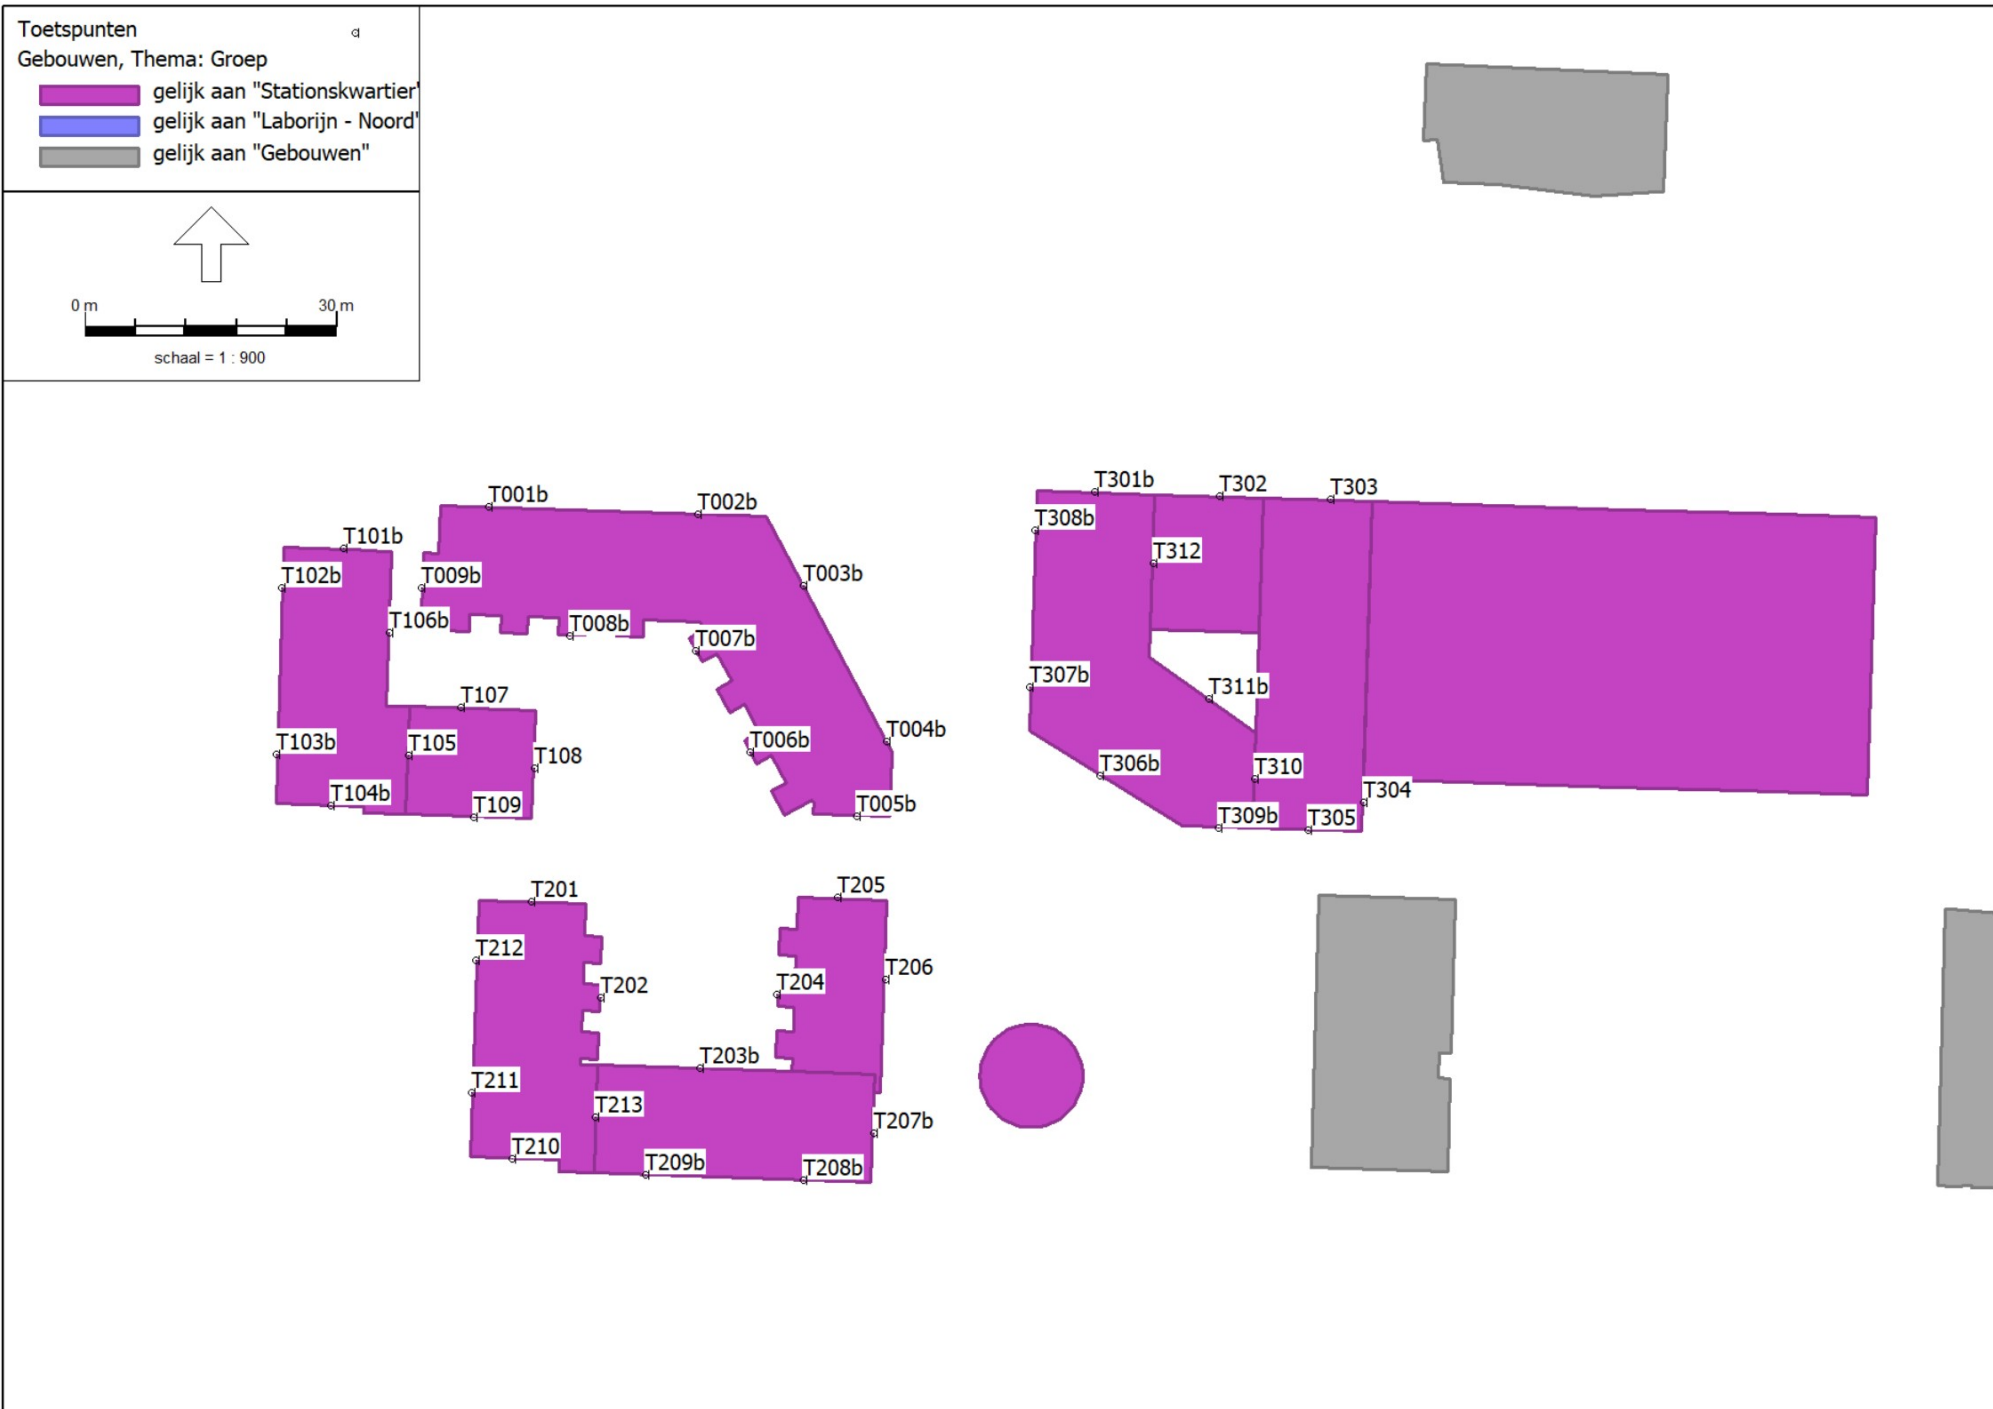 Toetspunten
Gebouwen, Thema: Groep
gelijk aan "Stationskwartier"
gelijk aan "Laborijn - Noord"
gelijk aan "Gebouwen"
0 m 30 m
schaal = 1 : 900
T001b
T002b
T101b
T102b
T009b
T003b
T106b
T008b
T007b
T107
T103b
T105
T108
T006b
T004b
T104b
T109
T005b
T301b
T302
T303
T308b
T312
T307b
T311b
T306b
T310
T304
T309b
T305
T201
T205
T212
T202
T204
T206
T203b
T211
T213
T207b
T210
T209b
T208b